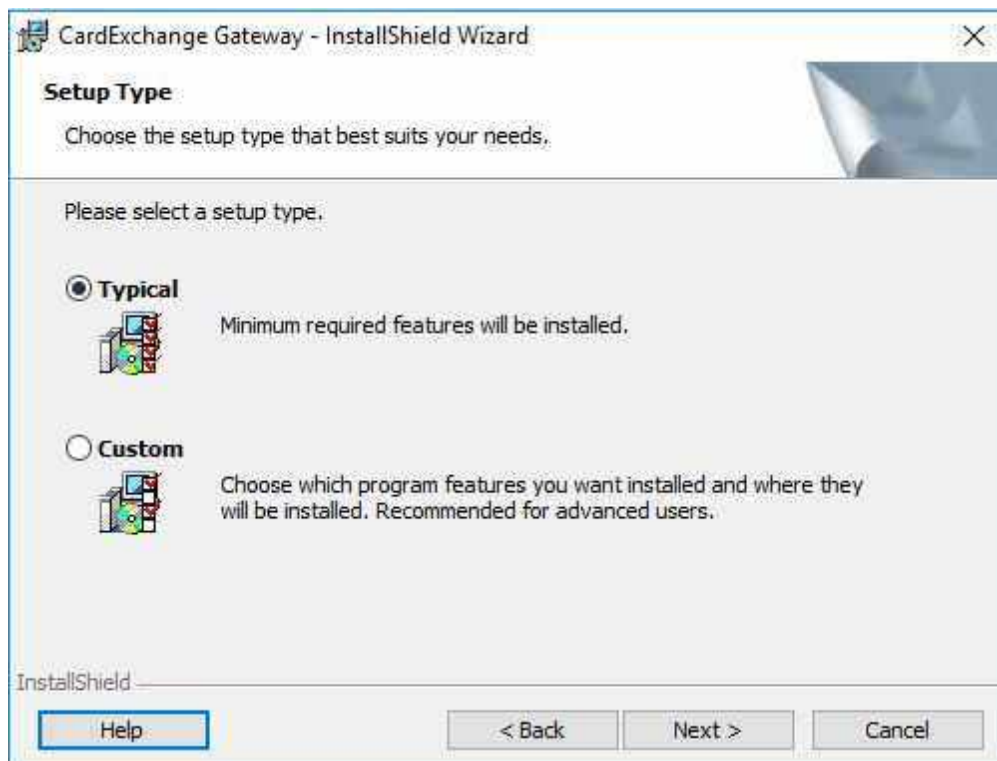 CardExchange Gateway - InstallShield Wizard
Setup Type
Choose the setup type that best suits your needs.
Please select a setup type.
Typical
Minimum required features will be installed.
Custom
Choose which program features you want installed and where they
will be installed. Recommended for advanced users.
InstallShield
Help
< Back
Next >
Cancel